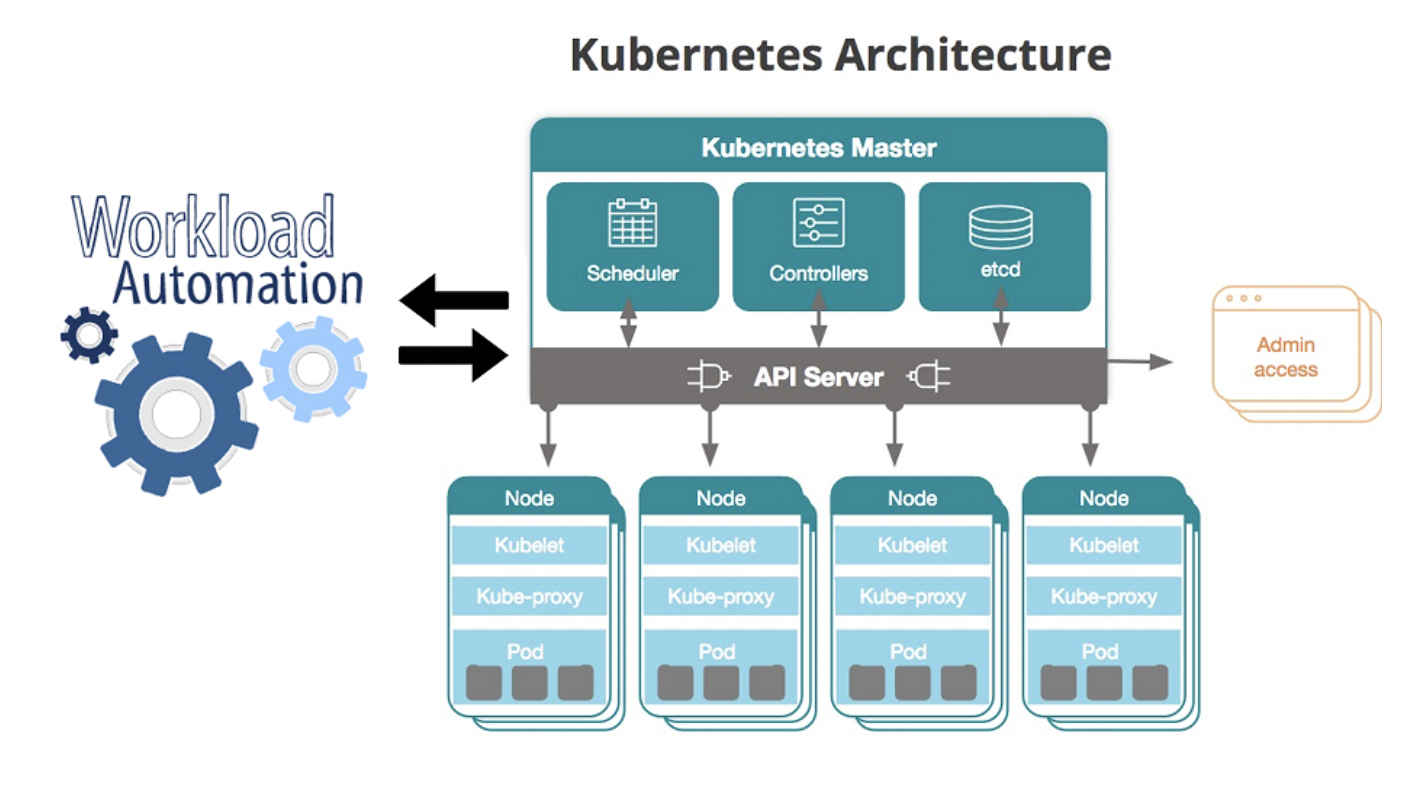 Kubernetes Architecture
Kubernetes Master
Workload
Automation
Scheduler
Controllers
etcd
API Server
Admin
access
Node
Kubelet
Kube-proxy
Pod
Node
Kubelet
Kube-proxy
Pod
Node
Kubelet
Kube-proxy
Pod
Node
Kubelet
Kube-proxy
Pod